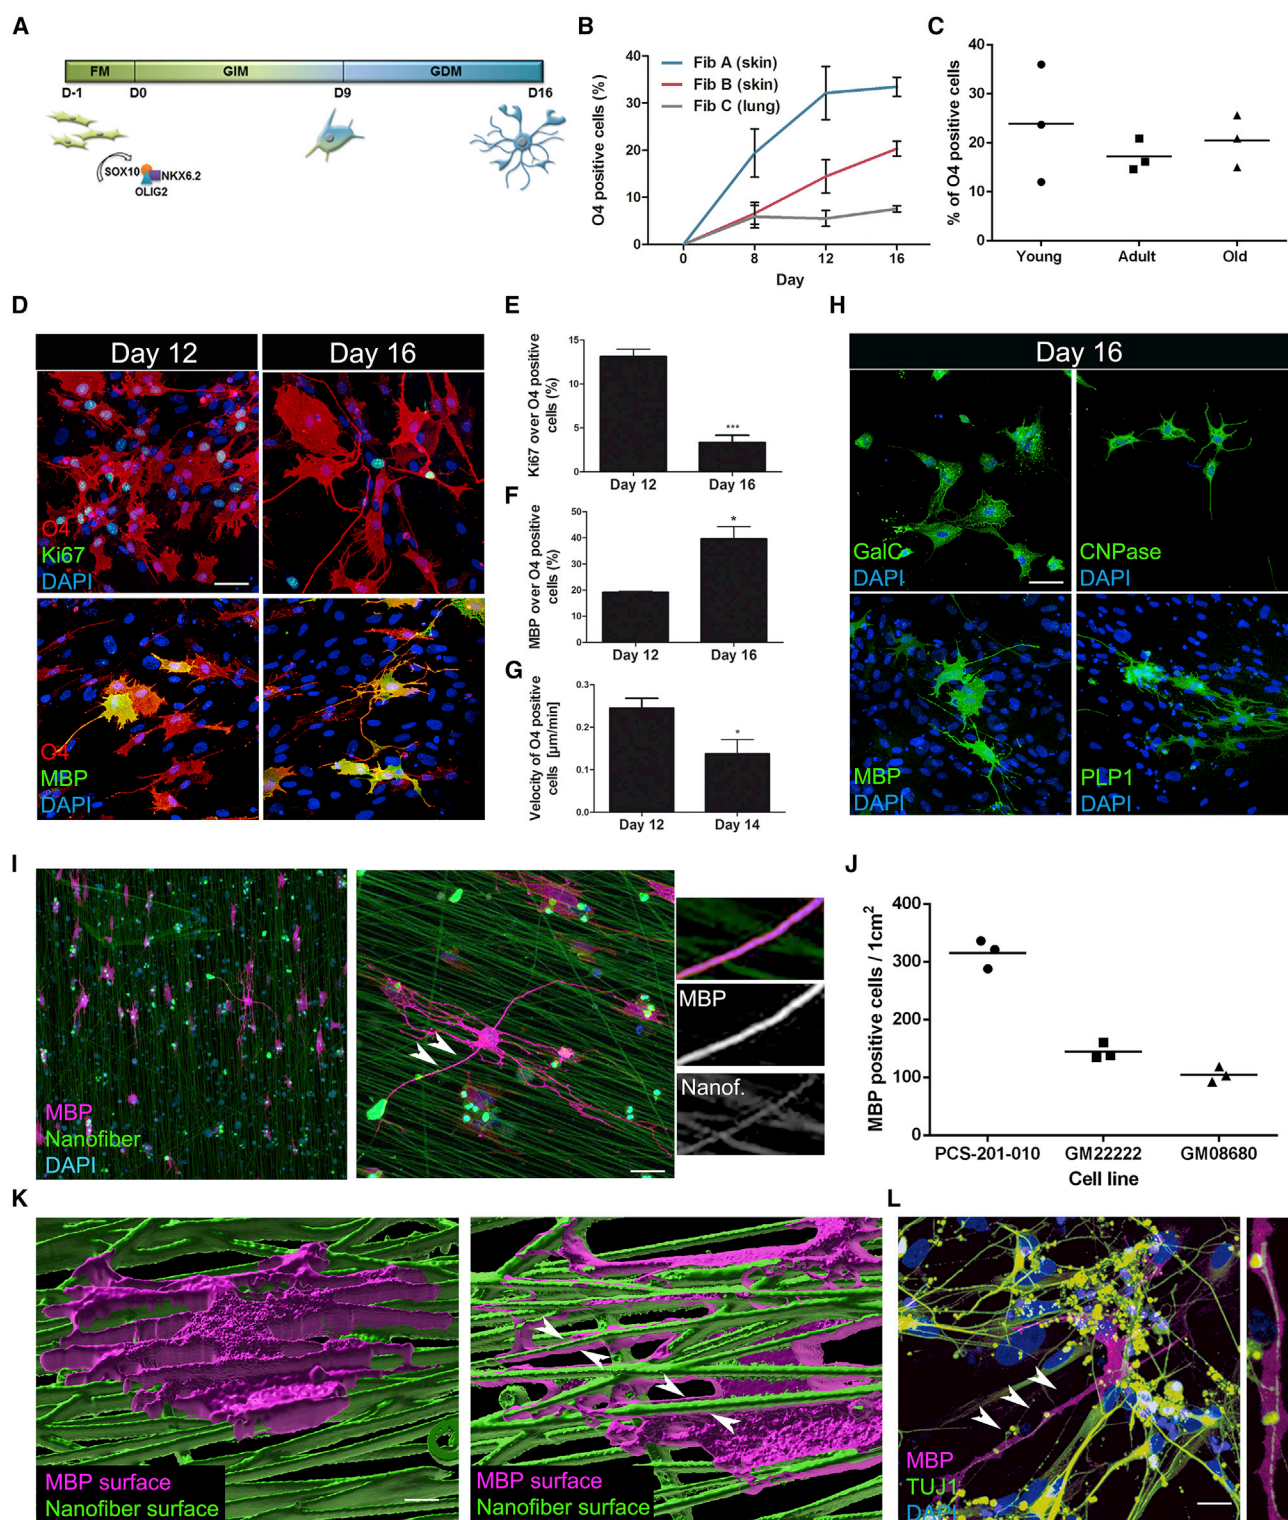 A
FM GIM GDM
D-1 D0 D9 D16
SOX10
NKX6.2
OLIG2
B
O4 positive cells (%)
40
30
20
10
0
Fib A (skin)
Fib B (skin)
Fib C (lung)
0 8 12 16
Day
C
% of O4 positive cells
40
30
20
10
0
Young Adult Old
D
Day 12 Day 16
O4
Ki67
DAPI
O4
MBP
DAPI
E
Ki67 over O4 positive
cells (%)
15
10
5
0
***
Day 12 Day 16
F
MBP over O4 positive
cells (%)
50
40
30
20
10
0
*
Day 12 Day 16
G
Velocity of O4 positive
cells [µm/min]
0.3
0.2
0.1
0.0
*
Day 12 Day 14
H
Day 16
GalC
DAPI
CNPase
DAPI
MBP
DAPI
PLP1
DAPI
I
MBP
Nanofiber
DAPI
MBP
Nanof.
J
MBP positive cells / 1cm2
400
300
200
100
0
PCS-201-010 GM22222 GM08680
Cell line
K
MBP surface
Nanofiber surface
MBP surface
Nanofiber surface
L
MBP
TUJ1
DAPI